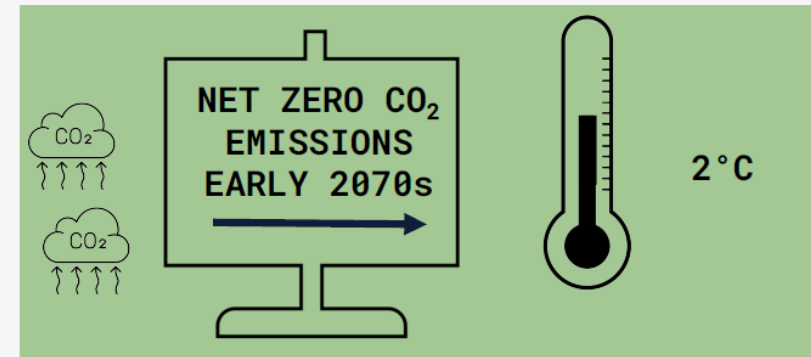 CO₂
CO₂
NET ZERO CO₂
EMISSIONS
EARLY 2070s
2°C